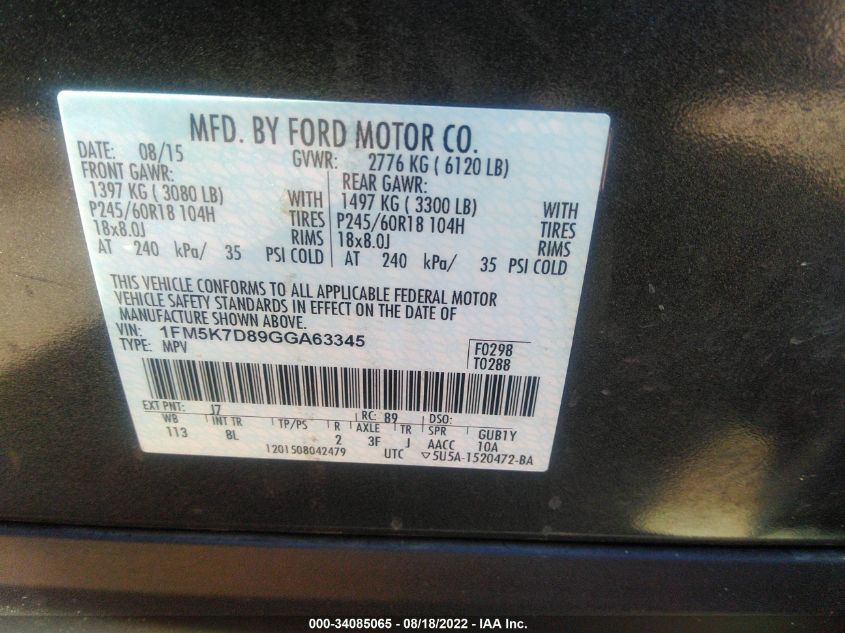 MFD. BY FORD MOTOR CO.
DATE: 08/15 GVWR: 2776 KG ( 6120 LB)
FRONT GAWR: REAR GAWR:
1397 KG ( 3080 LB) WITH 1497 KG ( 3300 LB) WITH
P245/60R18 104H TIRES P245/60R18 104H TIRES
18x8.0J RIMS 18x8.0J RIMS
AT 240 kPa/ 35 PSI COLD AT 240 kPa/ 35 PSI COLD
THIS VEHICLE CONFORMS TO ALL APPLICABLE FEDERAL MOTOR
VEHICLE SAFETY STANDARDS IN EFFECT ON THE DATE OF
MANUFACTURE SHOWN ABOVE.
VIN: 1FM5K7D89GGA63345
TYPE: MPV
F0298
T0288
EXT PNT: J7 RC: 89 DSO:
WB INT TR TP/PS R AXLE TR SPR GUB1Y
113 8L 2 3F J AACC 10A
1201508042479 UTC ▽5U5A-1520472-BA
000-34085065 - 08/18/2022 - IAA Inc.